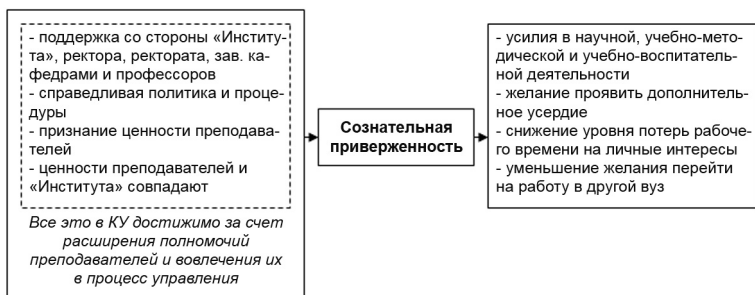 - поддержка со стороны «Институ-
та», ректора, ректората, зав. ка-
федрами и профессоров
- справедливая политика и проце-
дуры
- признание ценности преподава-
телей
- ценности преподавателей и
«Института» совпадают
Все это в КУ достижимо за счет
расширения полномочий
преподавателей и вовлечения их
в процесс управления
Сознательная
приверженность
- усилия в научной, учебно-мето-
дической и учебно-воспитатель-
ной деятельности
- желание проявить дополнитель-
ное усердие
- снижение уровня потерь рабоче-
го времени на личные интересы
- уменьшение желания перейти
на работу в другой вуз